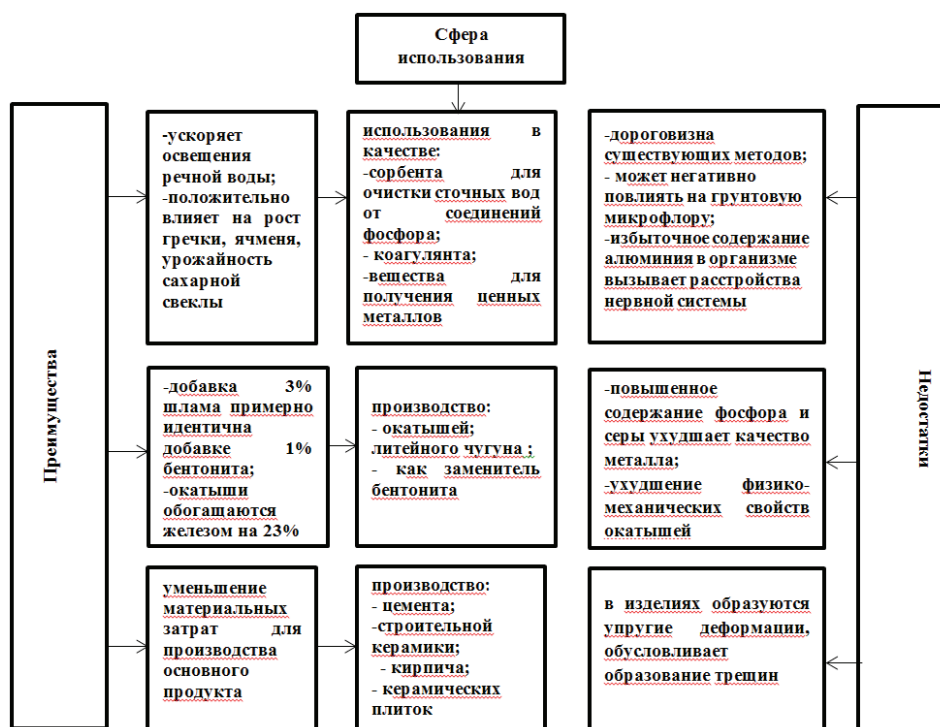 Сфера
использования
Преимущества
-ускоряет
освещения
речной воды;
-положительно
влияет на рост
гречки, ячменя,
урожайность
сахарной
свеклы
использования в
качестве:
-сорбента для
очистки сточных вод
от соединений
фосфора;
- коагулянта;
-вещества для
получения ценных
металлов
-дороговизна
существующих методов;
- может негативно
повлиять на грунтовую
микрофлору;
-избыточное содержание
алюминия в организме
вызывает расстройства
нервной системы
Недостатки
-добавка 3%
шлама примерно
идентична
добавке 1%
бентонита;
-окатыши
обогащаются
железом на 23%
производство:
- окатышей;
литейного чугуна ;
- как заменитель
бентонита
-повышенное
содержание фосфора и
серы ухудшает качество
металла;
-ухудшение физико-
механических свойств
окатышей
уменьшение
материальных
затрат для
производства
основного
продукта
производство:
- цемента;
-строительной
керамики;
- кирпича;
- керамических
плиток
в изделиях образуются
упругие деформации,
обусловливает
образование трещин